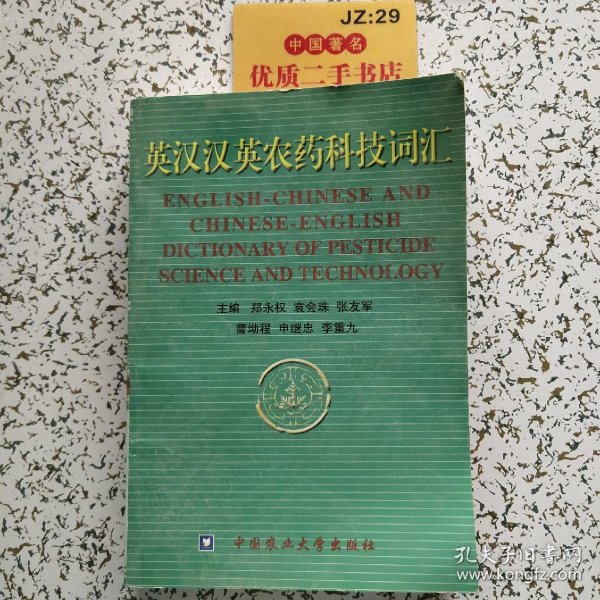 JZ:29
中国著名
优质二手书店
英汉汉英农药科技词汇
ENGLISH-CHINESE AND
CHINESE-ENGLISH
DICTIONARY OF PESTICIDE
SCIENCE AND TECHNOLOGY
主编 郑永权 袁会珠 张友军
曹坳程 申继忠 李重九
中国农业大学出版社
孔夫子旧书网
www.kongfz.com